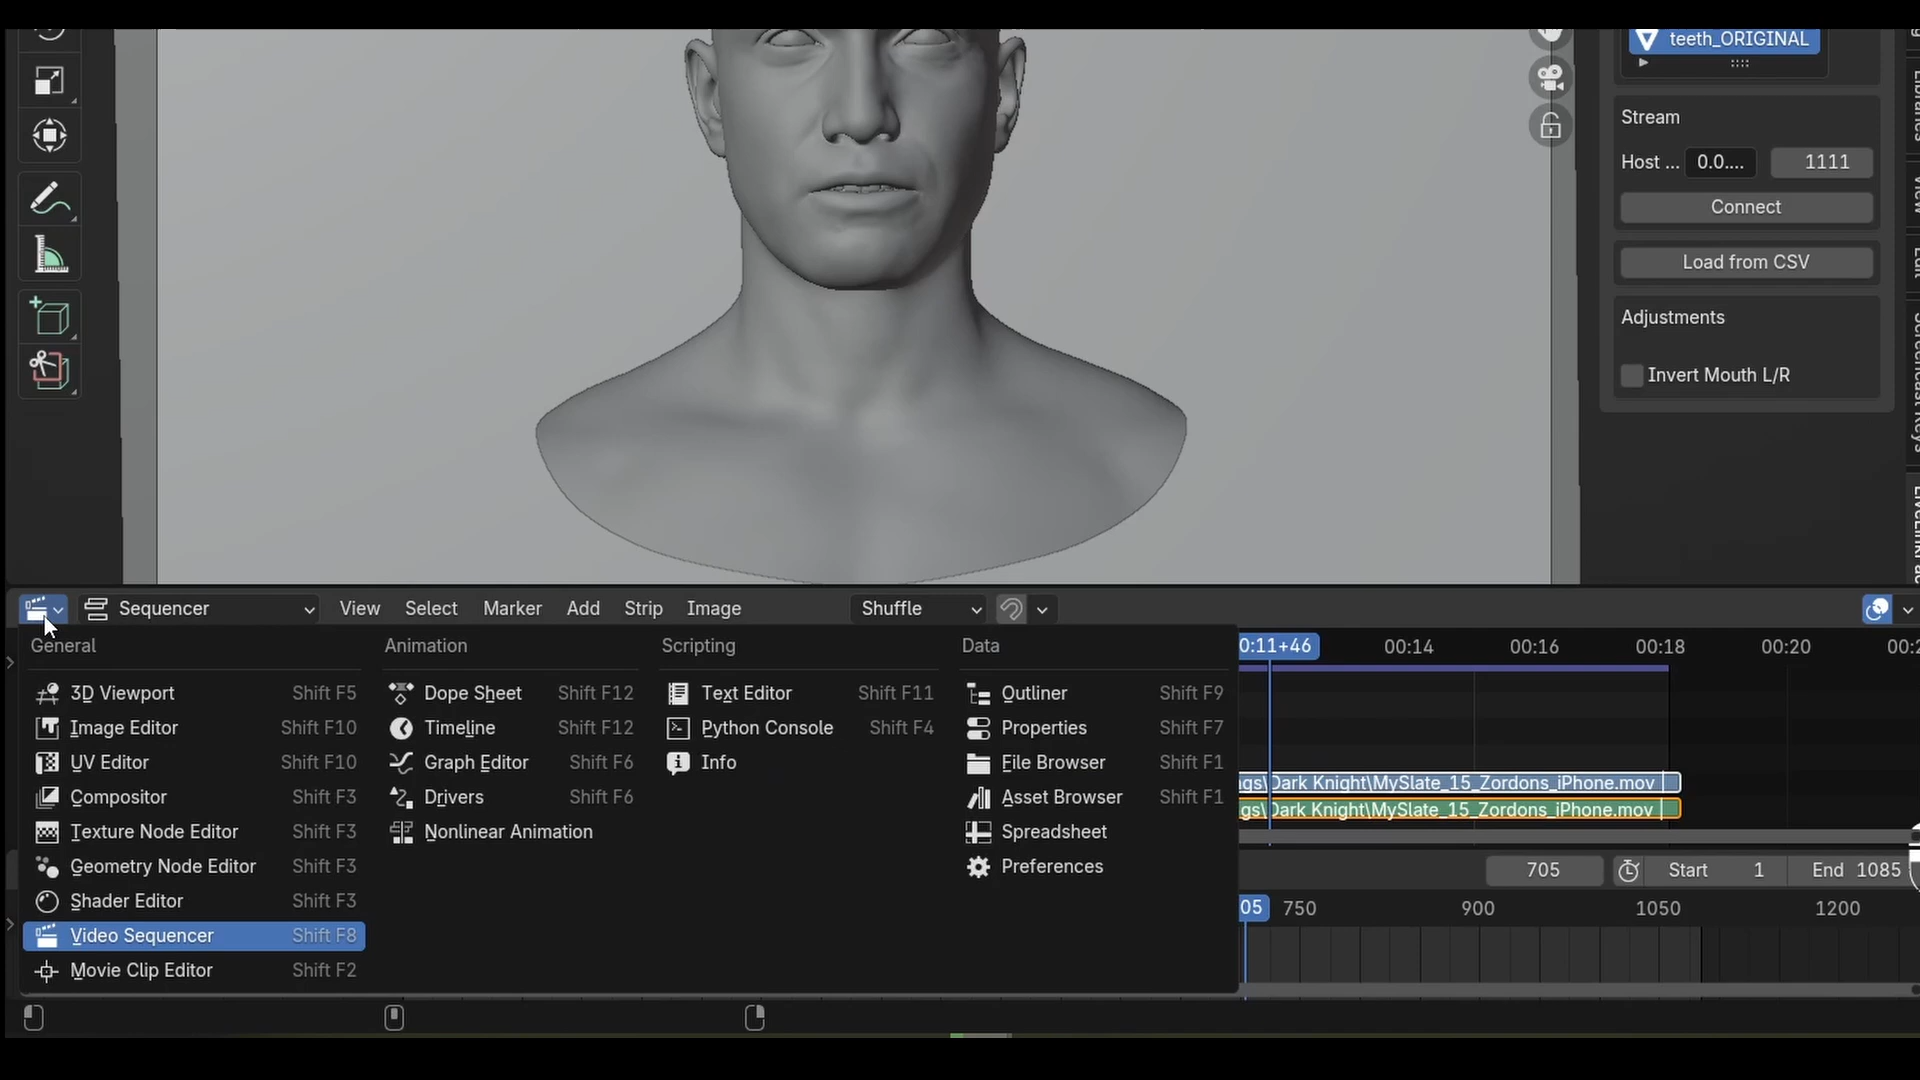 teeth_ORIGINAL
Stream
Host ... 0.0.... 1111
Connect
Load from CSV
Adjustments
Invert Mouth L/R
Sequencer View Select Marker Add Strip Image Shuffle
General
3D Viewport Shift F5
Image Editor Shift F10
UV Editor Shift F10
Compositor Shift F3
Texture Node Editor Shift F3
Geometry Node Editor Shift F3
Shader Editor Shift F3
Video Sequencer Shift F8
Movie Clip Editor Shift F2
Animation
Dope Sheet Shift F12
Timeline Shift F12
Graph Editor Shift F6
Drivers Shift F6
Nonlinear Animation
Scripting
Text Editor Shift F11
Python Console Shift F4
Info
Data
Outliner Shift F9
Properties Shift F7
File Browser Shift F1
Asset Browser Shift F1
Spreadsheet
Preferences
0:11+46 00:14 00:16 00:18 00:20
gs\Dark Knight\MySlate_15_Zordons_iPhone.mov |
gs\Dark Knight\MySlate_15_Zordons_iPhone.mov |
705 Start 1 End 1085
05 750 900 1050 1200
View
Edit
Screencast Keys